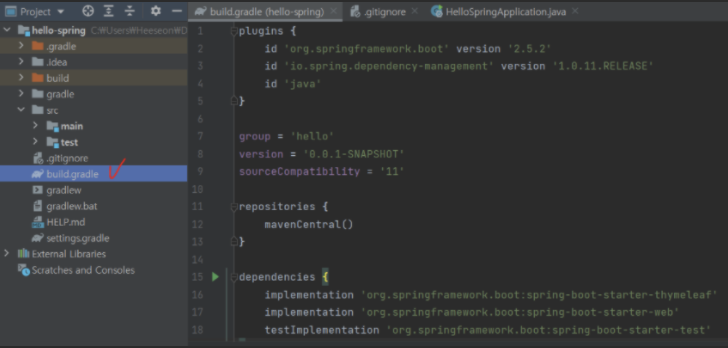 Project
build.gradle (hello-spring)
.gitignore
HelloSpringApplication.java
hello-spring C:\Users\Heeseon\D
.gradle
.idea
build
gradle
src
main
test
.gitignore
build.gradle
gradlew
gradlew.bat
HELP.md
settings.gradle
External Libraries
Scratches and Consoles
1 plugins {
2 id 'org.springframework.boot' version '2.5.2'
3 id 'io.spring.dependency-management' version '1.0.11.RELEASE'
4 id 'java'
5 }
6
7 group = 'hello'
8 version = '0.0.1-SNAPSHOT'
9 sourceCompatibility = '11'
10
11 repositories {
12 mavenCentral()
13 }
14
15 dependencies {
16 implementation 'org.springframework.boot:spring-boot-starter-thymeleaf'
17 implementation 'org.springframework.boot:spring-boot-starter-web'
18 testImplementation 'org.springframework.boot:spring-boot-starter-test'